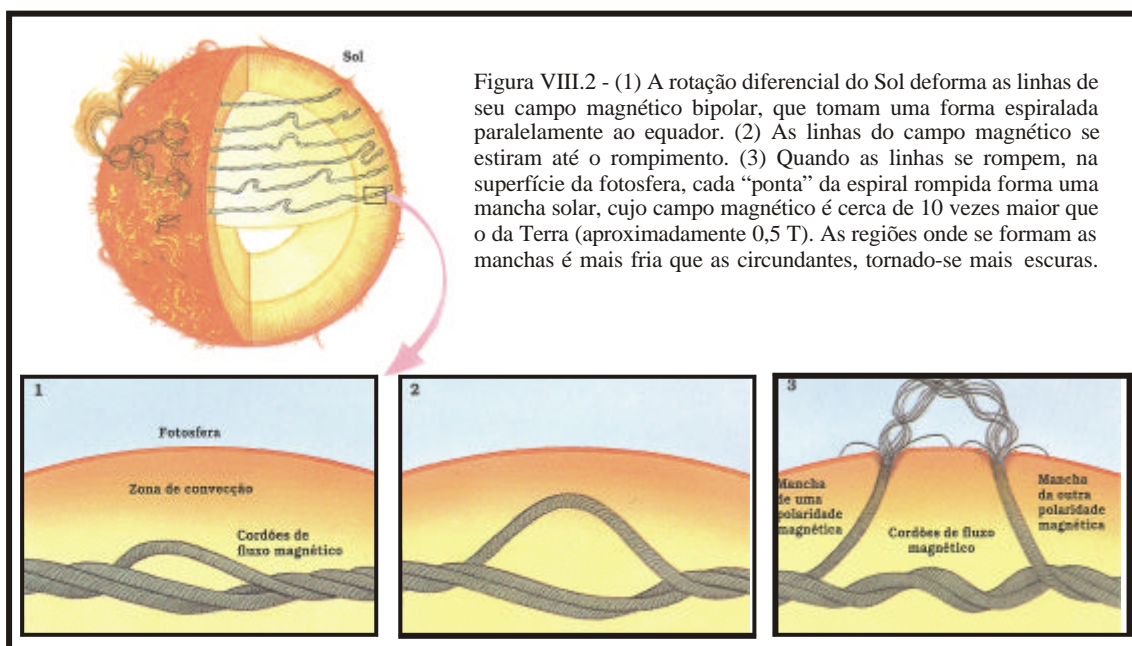 Sol
Figura VIII.2 - (1) A rotação diferencial do Sol deforma as linhas de
seu campo magnético bipolar, que tomam uma forma espiralada
paralelamente ao equador. (2) As linhas do campo magnético se
estiram até o rompimento. (3) Quando as linhas se rompem, na
superfície da fotosfera, cada “ponta” da espiral rompida forma uma
mancha solar, cujo campo magnético é cerca de 10 vezes maior que
o da Terra (aproximadamente 0,5 T). As regiões onde se formam as
manchas é mais fria que as circundantes, tornado-se mais escuras.
1
Fotosfera
Zona de convecção
Cordões de
fluxo magnético
2
3
Mancha
de uma
polaridade
magnética
Cordões de fluxo
magnético
Mancha
da outra
polaridade
magnética